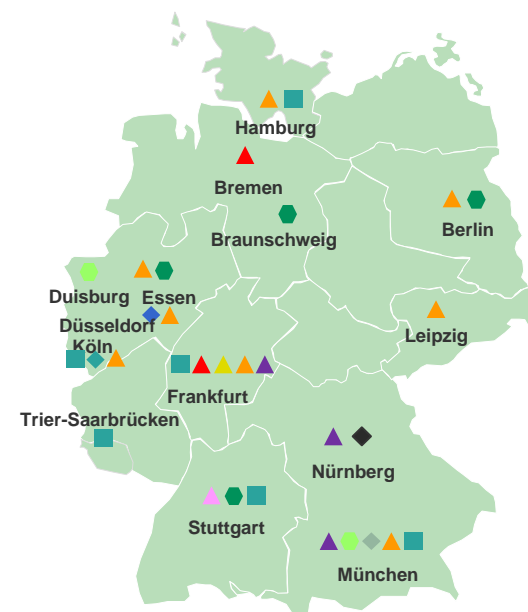 Hamburg
Bremen
Braunschweig
Berlin
Duisburg
Essen
Düsseldorf
Köln
Leipzig
Frankfurt
Trier-Saarbrücken
Nürnberg
Stuttgart
München